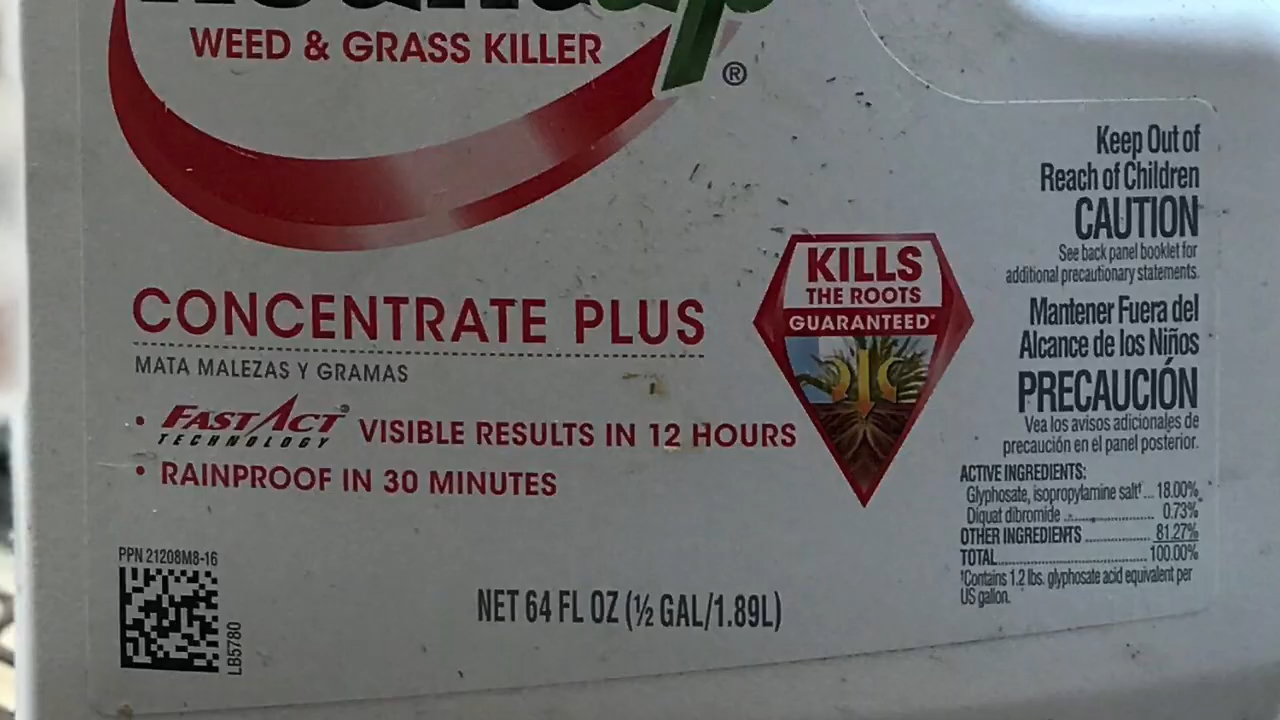 Roundup
WEED & GRASS KILLER
®
CONCENTRATE PLUS
MATA MALEZAS Y GRAMAS
• FAST ACT® TECHNOLOGY VISIBLE RESULTS IN 12 HOURS
• RAINPROOF IN 30 MINUTES
PPN 21208M8-16
LB5780
NET 64 FL OZ (½ GAL/1.89L)
KILLS
THE ROOTS
GUARANTEED*
Keep Out of
Reach of Children
CAUTION
See back panel booklet for
additional precautionary statements.
Mantener Fuera del
Alcance de los Niños
PRECAUCIÓN
Vea los avisos adicionales de
precaución en el panel posterior.
ACTIVE INGREDIENTS:
Glyphosate, isopropylamine salt†... 18.00%
Diquat dibromide ........................ 0.73%
OTHER INGREDIENTS ................. 81.27%
TOTAL........................................ 100.00%
†Contains 1.2 lbs. glyphosate acid equivalent per
US gallon.